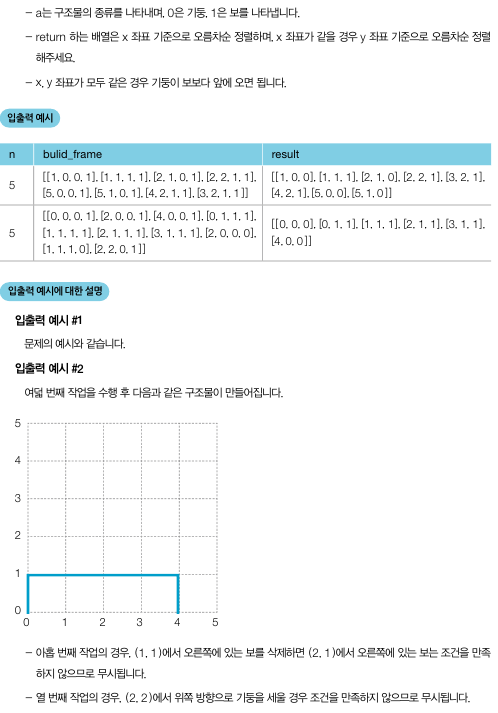 – a는 구조물의 종류를 나타내며, 0은 기둥, 1은 보를 나타냅니다.
– return 하는 배열은 x 좌표 기준으로 오름차순 정렬하며, x 좌표가 같을 경우 y 좌표 기준으로 오름차순 정렬
해주세요.
– x, y 좌표가 모두 같은 경우 기둥이 보보다 앞에 오면 됩니다.
입출력 예시
n bulid_frame result
5 [[1, 0, 0, 1], [1, 1, 1, 1], [2, 1, 0, 1], [2, 2, 1, 1], [[1, 0, 0], [1, 1, 1], [2, 1, 0], [2, 2, 1], [3, 2, 1],
[5, 0, 0, 1], [5, 1, 0, 1], [4, 2, 1, 1], [3, 2, 1, 1]] [4, 2, 1], [5, 0, 0], [5, 1, 0]]
5 [[0, 0, 0, 1], [2, 0, 0, 1], [4, 0, 0, 1], [0, 1, 1, 1], [[0, 0, 0], [0, 1, 1], [1, 1, 1], [2, 1, 1], [3, 1, 1],
[1, 1, 1, 1], [2, 1, 1, 1], [3, 1, 1, 1], [2, 0, 0, 0], [4, 0, 0]]
[1, 1, 1, 0], [2, 2, 0, 1]]
입출력 예시에 대한 설명
입출력 예시 #1
문제의 예시와 같습니다.
입출력 예시 #2
여덟 번째 작업을 수행 후 다음과 같은 구조물이 만들어집니다.
5
4
3
2
1
0
0 1 2 3 4 5
– 아홉 번째 작업의 경우, (1, 1)에서 오른쪽에 있는 보를 삭제하면 (2, 1)에서 오른쪽에 있는 보는 조건을 만족
하지 않으므로 무시됩니다.
– 열 번째 작업의 경우, (2, 2)에서 위쪽 방향으로 기둥을 세울 경우 조건을 만족하지 않으므로 무시됩니다.